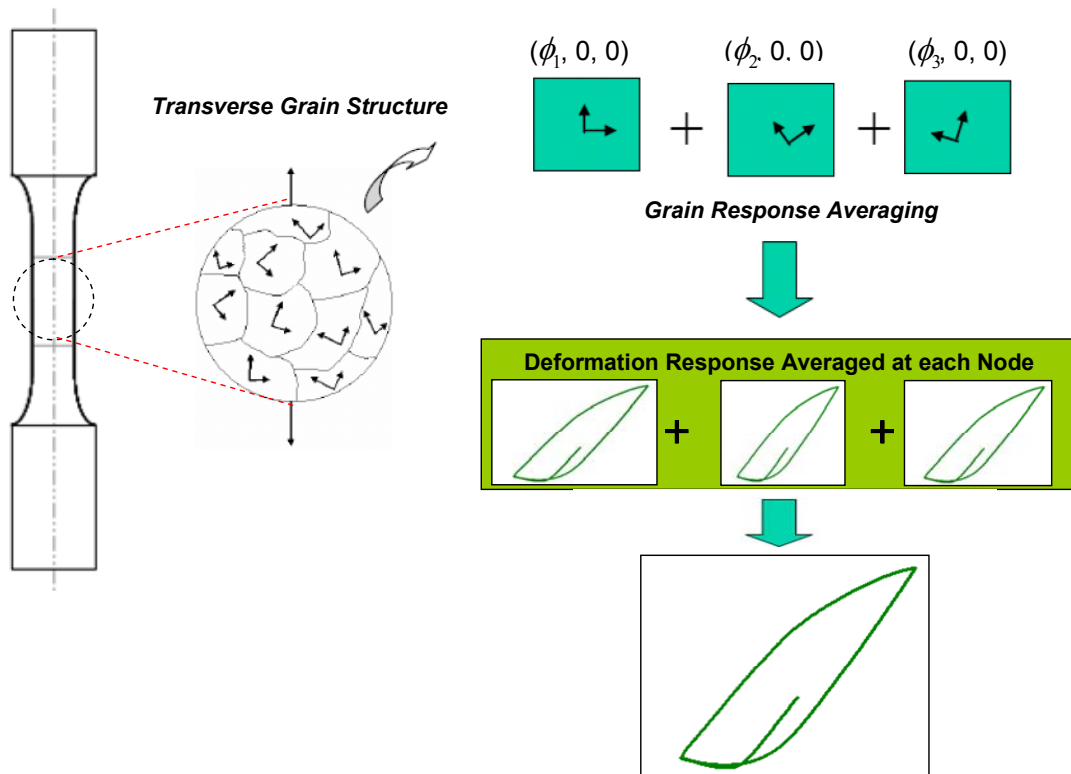 (ϕ₁, 0, 0)
(ϕ₂, 0, 0)
(ϕ₃, 0, 0)
Transverse Grain Structure
+
+
Grain Response Averaging
Deformation Response Averaged at each Node
+
+